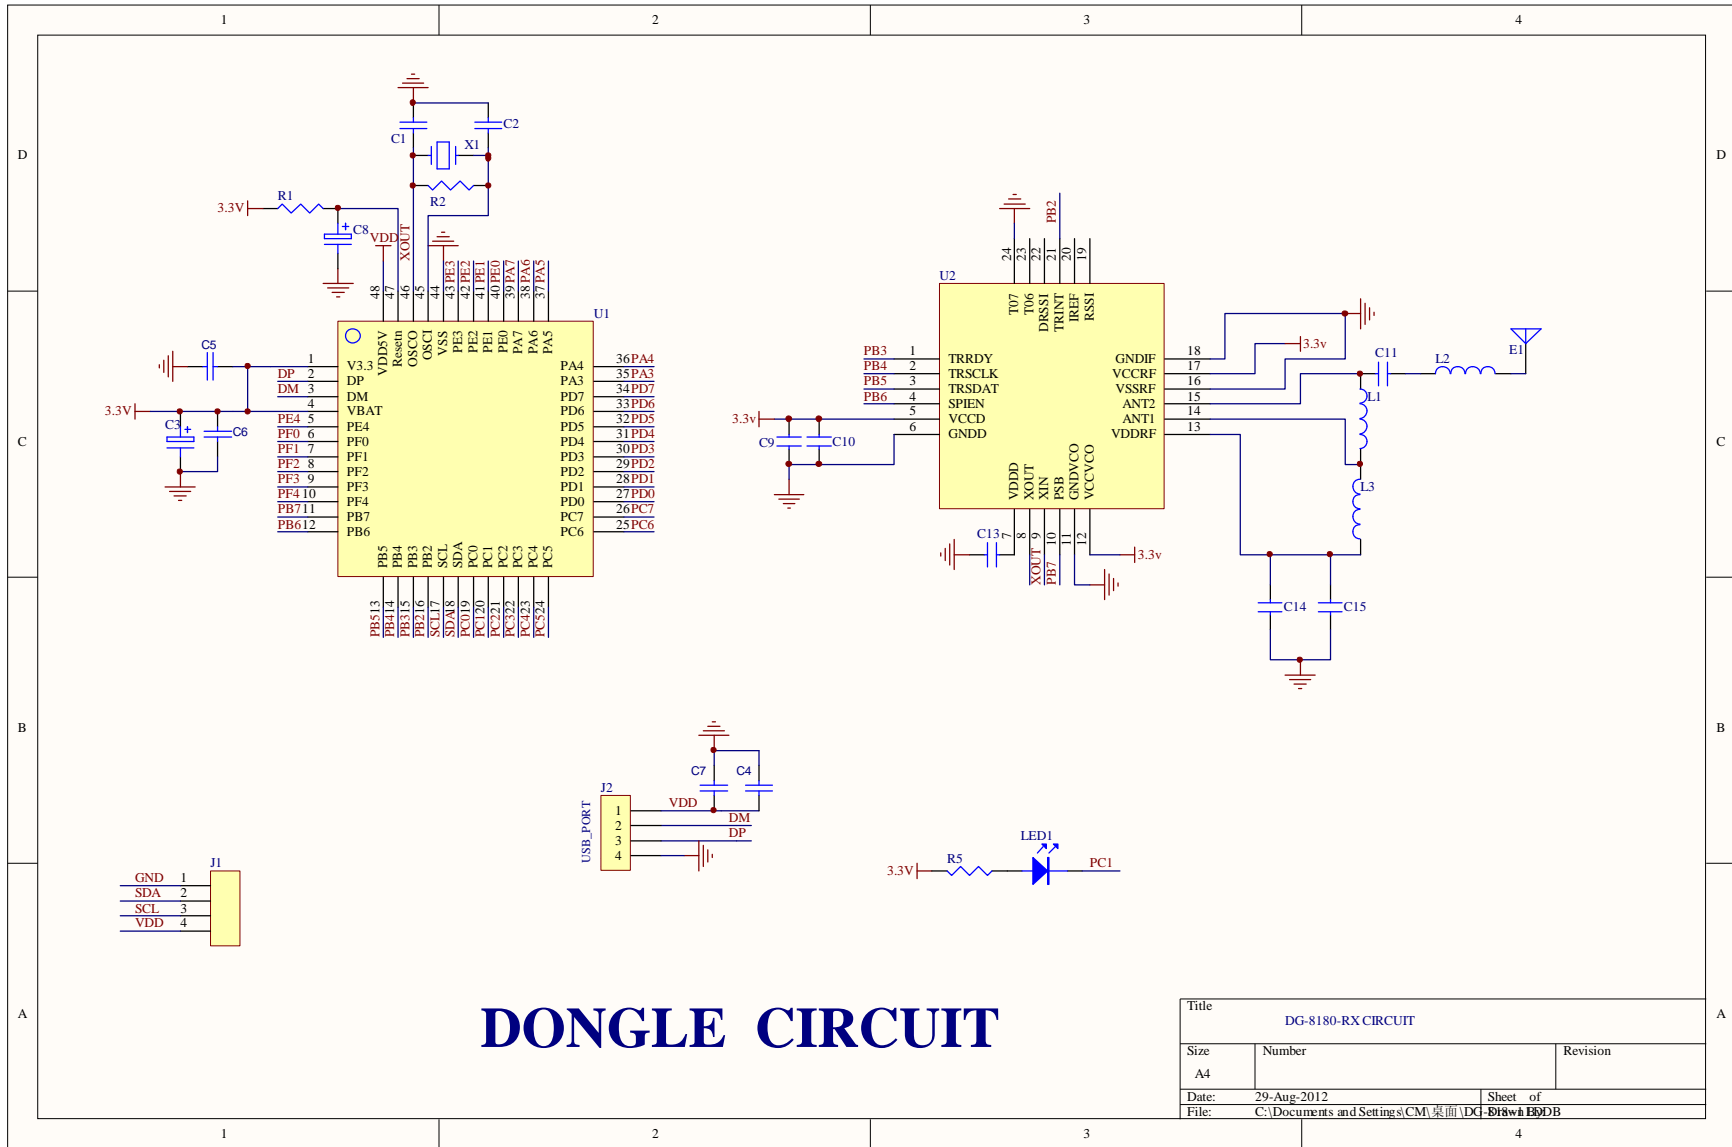 1 2 3 4
D D
C C
B B
A A
C1
C2
X1
R2
R1
3.3V
C8
VDD
XOUT
48 47 46 45 44 43 42 41 40 39 38 37
PE3 PE2 PE1 PE0 PA7 PA6 PA5
U1
VDD5V Resetn OSCO OSCI VSS PE3 PE2 PE1 PE0 PA7 PA6 PA5
C5
3.3V
C3
C6
1 V3.3
DP 2 DP
DM 3 DM
4 VBAT
PE4 5 PE4
PF0 6 PF0
PF1 7 PF1
PF2 8 PF2
PF3 9 PF3
PF4 10 PF4
PB7 11 PB7
PB6 12 PB6
PA4 36 PA4
PA3 35 PA3
PD7 34 PD7
PD6 33 PD6
PD5 32 PD5
PD4 31 PD4
PD3 30 PD3
PD2 29 PD2
PD1 28 PD1
PD0 27 PD0
PC7 26 PC7
PC6 25 PC6
PB5 PB4 PB3 PB2 SCL SDA PC0 PC1 PC2 PC3 PC4 PC5
13 14 15 16 17 18 19 20 21 22 23 24
PB5 PB4 PB3 PB2 SCL SDA PC0 PC1 PC2 PC3 PC4 PC5
U2
PB2
24 23 22 21 20 19
T07 T06 DRSSI TRINT IREF RSSI
PB3 1 TRRDY
PB4 2 TRSCLK
PB5 3 TRSDAT
PB6 4 SPIEN
3.3v 5 VCCD
6 GNDD
C9 C10
GNDIF 18
VCCRF 17
VSSRF 16
ANT2 15
ANT1 14
VDDRF 13
3.3v
C11
L2
E1
L1
L3
VDDD XOUT XIN PSB GNDVCO VCCVCO
7 8 9 10 11 12
C13
XOUT
PB7
3.3v
C14
C15
C7
C4
J2
USB_PORT
1 VDD
2 DM
3 DP
4
LED1
3.3V R5 PC1
J1
GND 1
SDA 2
SCL 3
VDD 4
DONGLE CIRCUIT
Title
DG-8180-RX CIRCUIT
Size Number Revision
A4
Date: 29-Aug-2012 Sheet of
File: C:\Documents and Settings\CM\桌面\DG-
1 2 3 4